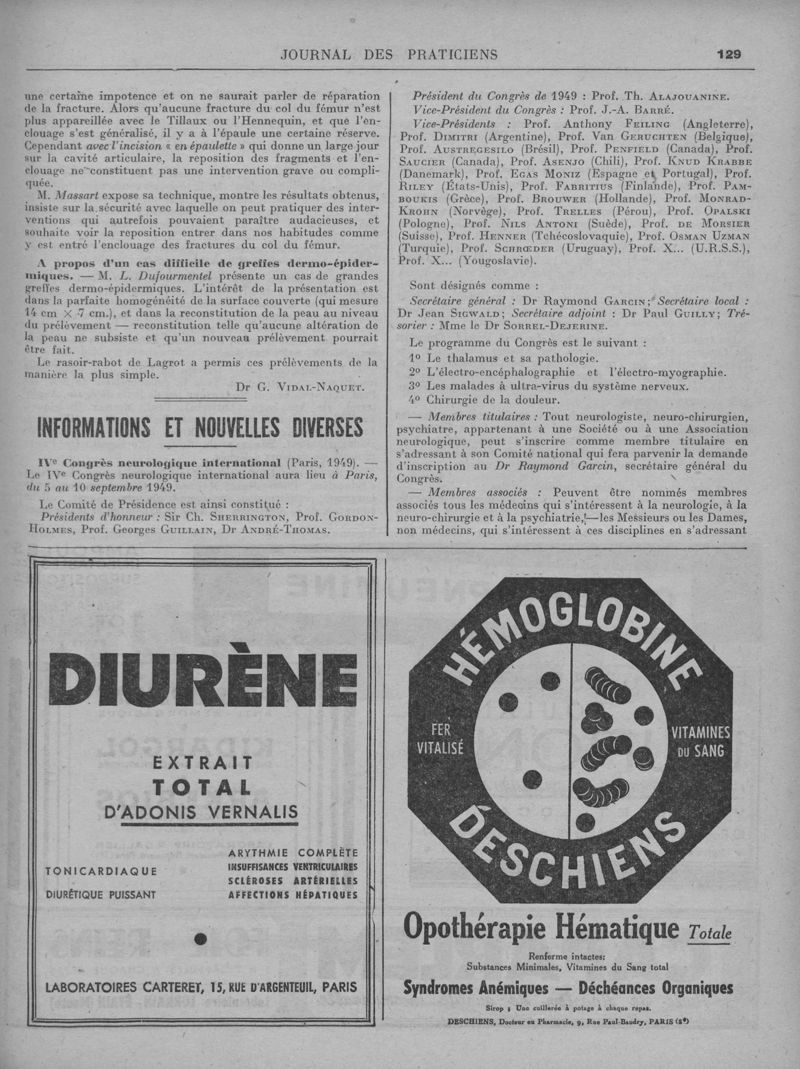 JOURNAL DES PRATICIENS
129
une certaine impotence et on ne saurait parler de réparation
de la fracture. Alors qu'aucune fracture du col du fémur n'est
plus appareillée avec le Tillaux ou l'Hennequin, et que l'en-
clouage s'est généralisé, il y a à l'épaule une certaine réserve.
Cependant avec l'incision « en épaulette » qui donne un large jour
sur la cavité articulaire, la reposition des fragments et l'en-
clouage ne constituent pas une intervention grave ou compli-
quée.
M. Massart expose sa technique, montre les résultats obtenus,
insiste sur la sécurité avec laquelle on peut pratiquer des inter-
ventions qui autrefois pouvaient paraître audacieuses, et
souhaite voir la reposition entrer dans nos habitudes comme
y est entré l'enclouage des fractures du col du fémur.
A propos d'un cas difficile de greffes dermo-épider-
miques. — M. L. Dufourmentel présente un cas de grandes
greffes dermo-épidermiques. L'intérêt de la présentation est
dans la parfaite homogénéité de la surface couverte (qui mesure
14 cm × 7 cm.), et dans la reconstitution de la peau au niveau
du prélèvement — reconstitution telle qu'aucune altération de
la peau ne subsiste et qu'un nouveau prélèvement pourrait
être fait.
Le rasoir-rabot de Lagrot a permis ces prélèvements de la
manière la plus simple.
Dr G. VIDAL-NAQUET.
INFORMATIONS ET NOUVELLES DIVERSES
IVe Congrès neurologique international (Paris, 1949). —
Le IVe Congrès neurologique international aura lieu à Paris,
du 5 au 10 septembre 1949.
Le Comité de Présidence est ainsi constitué :
Présidents d'honneur : Sir Ch. SHERRINGTON, Prof. GORDON-
HOLMES, Prof. Georges GUILLAIN, Dr ANDRÉ-THOMAS.
Président du Congrès de 1949 : Prof. Th. ALAJOUANINE.
Vice-Président du Congrès : Prof. J.-A. BARRÉ.
Vice-Présidents : Prof. Anthony FEILING (Angleterre),
Prof. DIMITRI (Argentine), Prof. VAN GERUCHTEN (Belgique),
Prof. AUSTREGESILO (Brésil), Prof. PENFIELD (Canada), Prof.
SAUCIER (Canada), Prof. ASENJO (Chili), Prof. KNUD KRABBE
(Danemark), Prof. EGAS MONIZ (Espagne et Portugal), Prof.
RILEY (États-Unis), Prof. FABRITIUS (Finlande), Prof. PAM-
BOUKIS (Grèce), Prof. BROUWER (Hollande), Prof. MONRAD-
KROHN (Norvège), Prof. TRELLES (Pérou), Prof. OPALSKI
(Pologne), Prof. NILS ANTONI (Suède), Prof. DE MORSIER
(Suisse), Prof. HENNER (Tchécoslovaquie), Prof. OSMAN UZMAN
(Turquie), Prof. SCHRŒDER (Uruguay), Prof. X... (U.R.S.S.),
Prof. X... (Yougoslavie).
Sont désignés comme :
Secrétaire général : Dr Raymond GARCIN; Secrétaire local :
Dr Jean SIGWALD; Secrétaire adjoint : Dr Paul GUILLY; Tré-
sorier : Mme le Dr SORREL-DEJERINE.
Le programme du Congrès est le suivant :
1º Le thalamus et sa pathologie.
2º L'électro-encéphalographie et l'électro-myographie.
3º Les malades à ultra-virus du système nerveux.
4º Chirurgie de la douleur.
— Membres titulaires : Tout neurologiste, neuro-chirurgien,
psychiatre, appartenant à une Société ou à une Association
neurologique, peut s'inscrire comme membre titulaire en
s'adressant à son Comité national qui fera parvenir la demande
d'inscription au Dr Raymond Garcin, secrétaire général du
Congrès.
— Membres associés : Peuvent être nommés membres
associés tous les médecins qui s'intéressent à la neurologie, à la
neuro-chirurgie et à la psychiatrie, — les Messieurs ou les Dames,
non médecins, qui s'intéressent à ces disciplines en s'adressant
DIURÈNE
EXTRAIT
TOTAL
D'ADONIS VERNALIS
TONICARDIAQUE
DIURÉTIQUE PUISSANT
ARYTHMIE COMPLÈTE
INSUFFISANCES VENTRICULAIRES
SCLÉROSES ARTÉRIELLES
AFFECTIONS HÉPATIQUES
LABORATOIRES CARTERET, 15, RUE D'ARGENTEUIL, PARIS
HÉMOGLOBINE
FER
VITALISÉ
VITAMINES
DU SANG
DESCHIENS
Opothérapie Hématique Totale
Renferme intactes:
Substances Minimales, Vitamines du Sang total
Syndromes Anémiques — Déchéances Organiques
Sirop : Une cuillerée à potage à chaque repas.
DESCHIENS, Docteur en Pharmacie, 9, Rue Paul-Baudry, PARIS (8e)